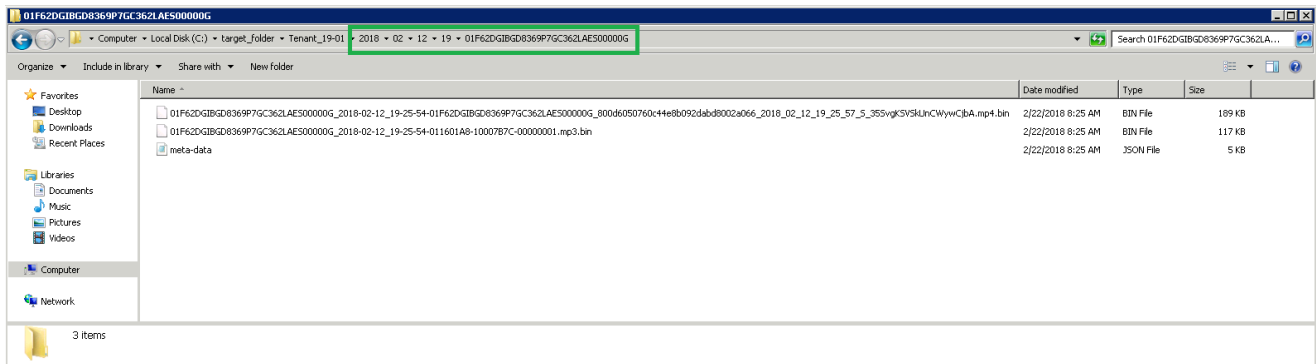 01F62DGIBGD8369P7GC362LAES00000G
Computer Local Disk (C:) target_folder Tenant_19-01 2018 02 12 19 01F62DGIBGD8369P7GC362LAES00000G Search 01F62DGIBGD8369P7GC362LA...
Organize Include in library Share with New folder
Favorites
Desktop
Downloads
Recent Places
Libraries
Documents
Music
Pictures
Videos
Computer
Network
Name Date modified Type Size
01F62DGIBGD8369P7GC362LAES00000G_2018-02-12_19-25-54-01F62DGIBGD8369P7GC362LAES00000G_800d6050760c44e8b092dabd8002a066_2018_02_12_19_25_57_5_355vgKSVSkUnCWywCjbA.mp4.bin 2/22/2018 8:25 AM BIN File 189 KB
01F62DGIBGD8369P7GC362LAES00000G_2018-02-12_19-25-54-011601A8-10007B7C-00000001.mp3.bin 2/22/2018 8:25 AM BIN File 117 KB
meta-data 2/22/2018 8:25 AM JSON File 5 KB
3 items